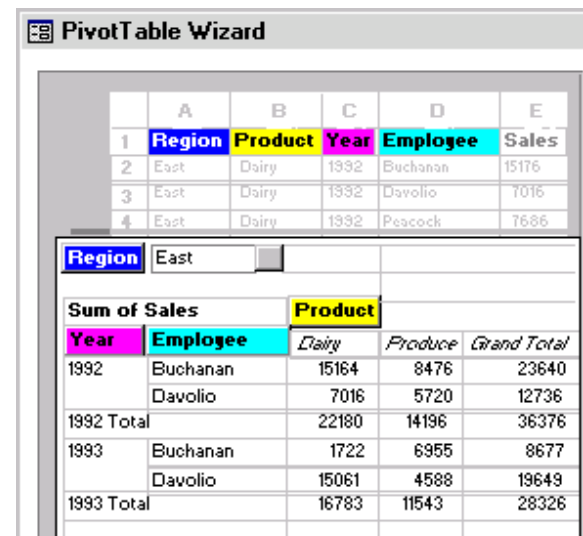 PivotTable Wizard
A B C D E
1 Region Product Year Employee Sales
2 East Dairy 1992 Buchanan 15176
3 East Dairy 1992 Davolio 7016
4 East Dairy 1992 Peacock 7686
Region East
Sum of Sales Product
Year Employee Dairy Produce Grand Total
1992 Buchanan 15164 8476 23640
Davolio 7016 5720 12736
1992 Total 22180 14196 36376
1993 Buchanan 1722 6955 8677
Davolio 15061 4588 19649
1993 Total 16783 11543 28326